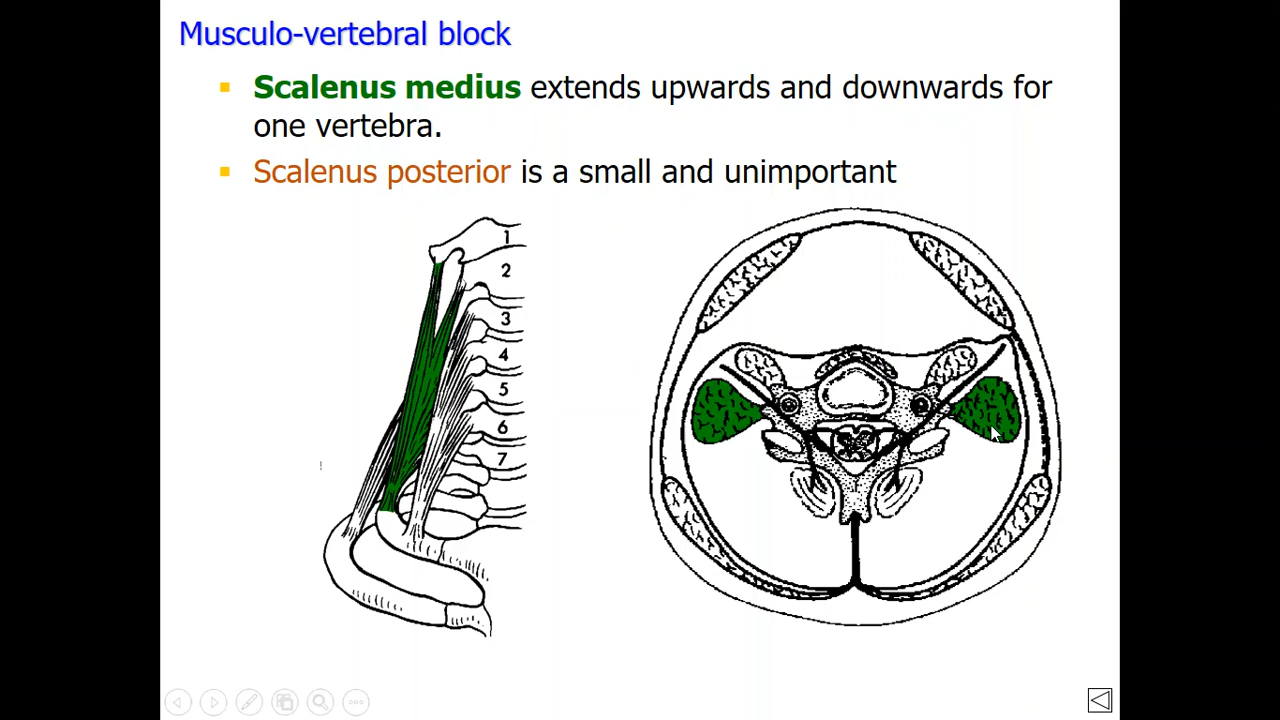 Musculo-vertebral block
Scalenus medius extends upwards and downwards for
one vertebra.
Scalenus posterior is a small and unimportant
1
2
3
4
5
6
7